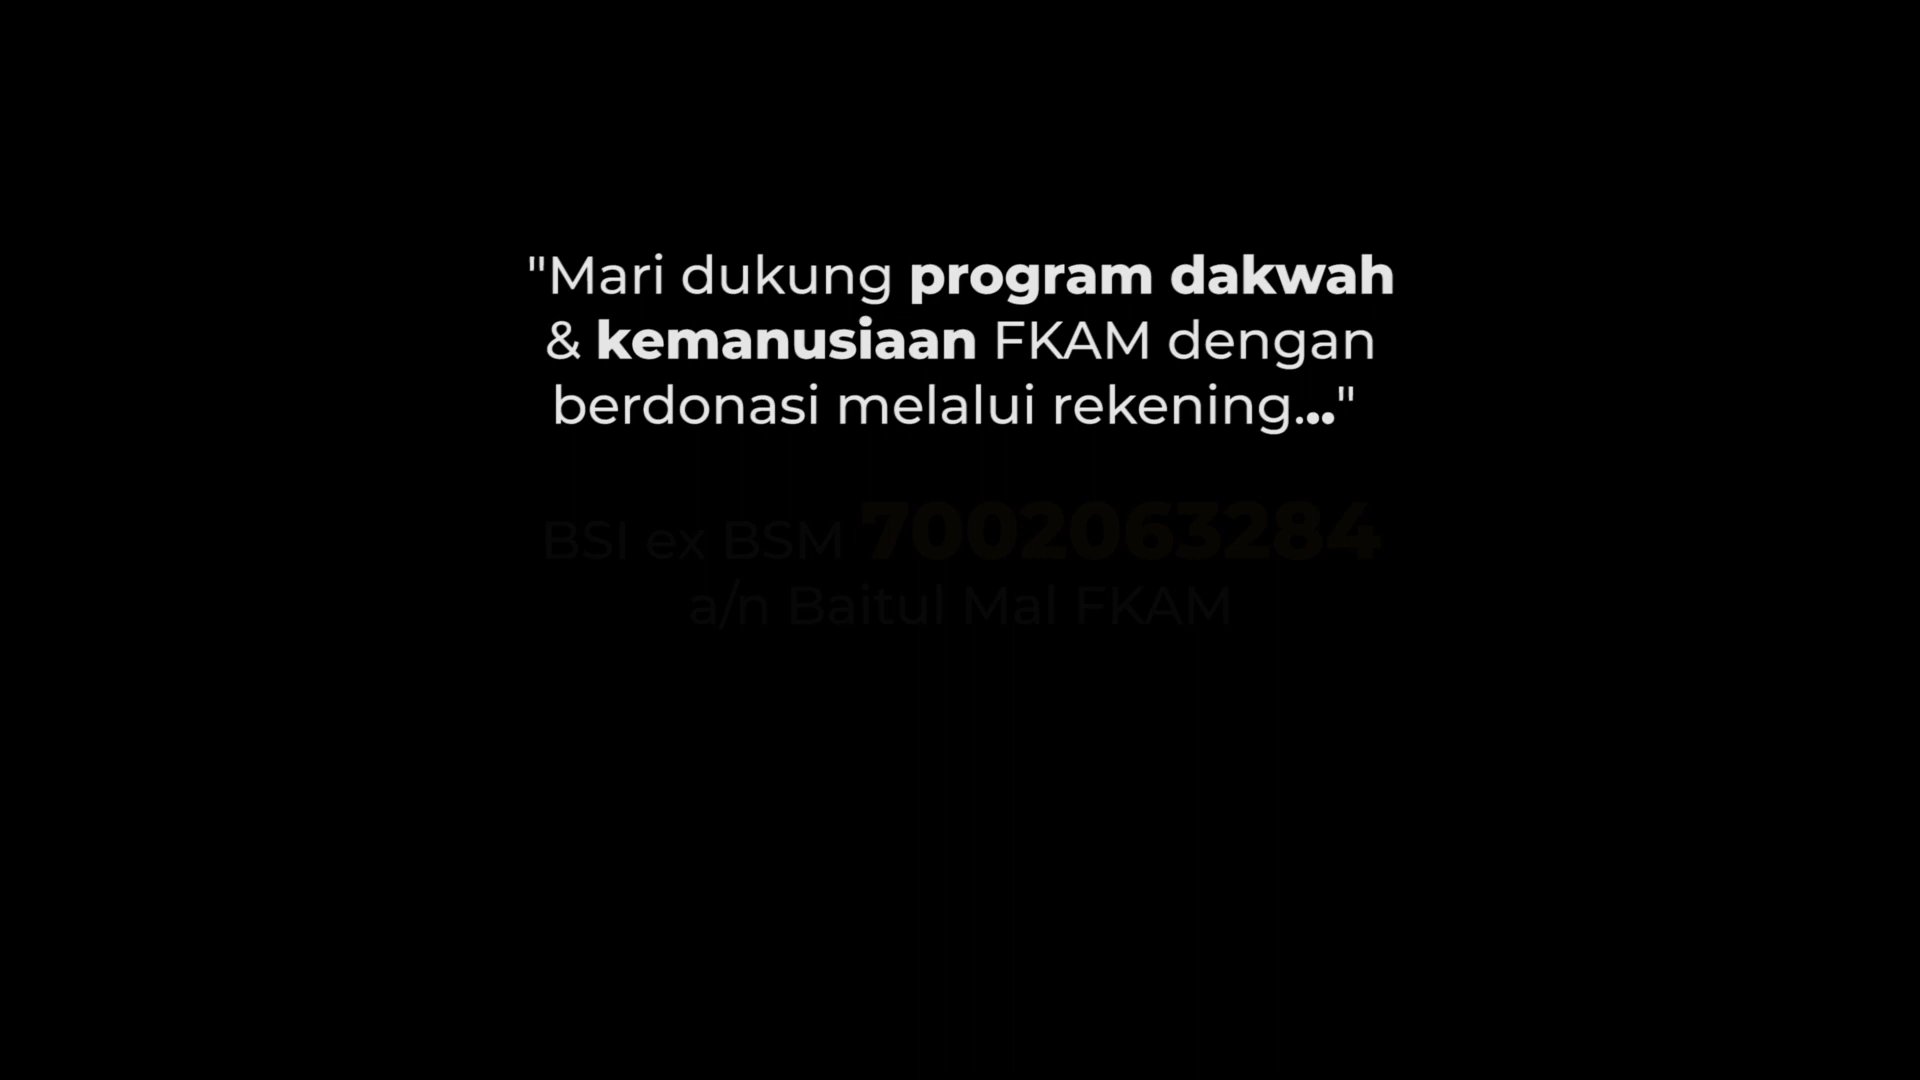 "Mari dukung program dakwah
& kemanusiaan FKAM dengan
berdonasi melalui rekening..."
BSI ex BSM 7002063284
a/n Baitul Mal FKAM